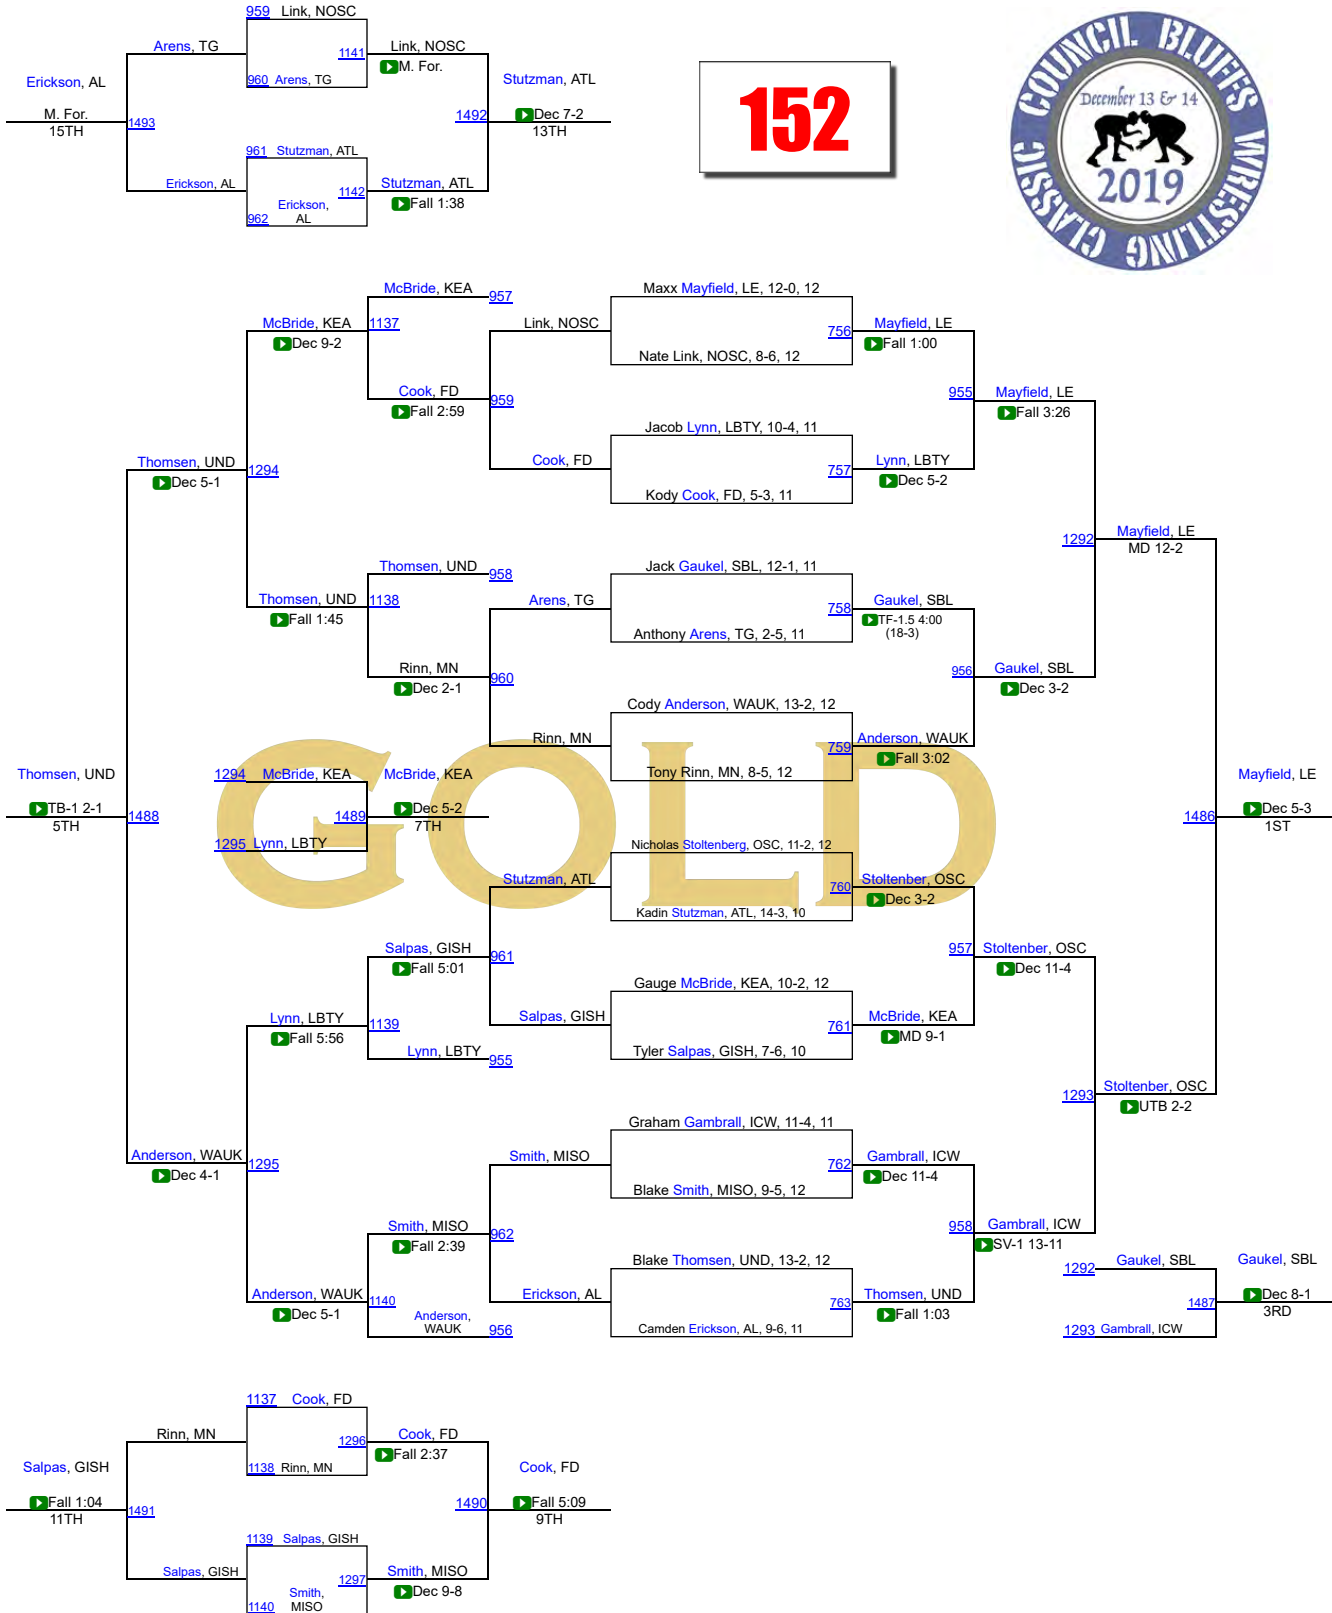 959 Link, NOSC
Arens, TG
1141
Link, NOSC
M. For.
960 Arens, TG
Erickson, AL
M. For.
15TH
1493
1492
Stutzman, ATL
Dec 7-2
13TH
961 Stutzman, ATL
Erickson, AL
1142
Stutzman, ATL
Fall 1:38
Erickson,
962 AL
152
COUNCIL BLUFFS WRESTLING CLASSIC
December 13 & 14
2019
McBride, KEA
957
Maxx Mayfield, LE, 12-0, 12
McBride, KEA
1137
Dec 9-2
Link, NOSC
756
Mayfield, LE
Fall 1:00
Nate Link, NOSC, 8-6, 12
Cook, FD
959
Fall 2:59
955
Mayfield, LE
Fall 3:26
Jacob Lynn, LBTY, 10-4, 11
Thomsen, UND
1294
Dec 5-1
Cook, FD
757
Lynn, LBTY
Dec 5-2
Kody Cook, FD, 5-3, 11
1292
Mayfield, LE
MD 12-2
Thomsen, UND
958
Jack Gaukel, SBL, 12-1, 11
Thomsen, UND
1138
Fall 1:45
Arens, TG
758
Gaukel, SBL
TF-1.5 4:00
(18-3)
Anthony Arens, TG, 2-5, 11
Rinn, MN
960
Dec 2-1
956
Gaukel, SBL
Dec 3-2
Cody Anderson, WAUK, 13-2, 12
Rinn, MN
759
Anderson, WAUK
Fall 3:02
Tony Rinn, MN, 8-5, 12
GOLD
Thomsen, UND
TB-1 2-1
5TH
1488
1294 McBride, KEA
McBride, KEA
1489
Dec 5-2
7TH
1295 Lynn, LBTY
1486
Mayfield, LE
Dec 5-3
1ST
Nicholas Stoltenberg, OSC, 11-2, 12
Stutzman, ATL
760
Stoltenber, OSC
Dec 3-2
Kadin Stutzman, ATL, 14-3, 10
Salpas, GISH
961
Fall 5:01
957
Stoltenber, OSC
Dec 11-4
Gauge McBride, KEA, 10-2, 12
Lynn, LBTY
1139
Fall 5:56
Salpas, GISH
761
McBride, KEA
MD 9-1
Lynn, LBTY
955
Tyler Salpas, GISH, 7-6, 10
1293
Stoltenber, OSC
UTB 2-2
Graham Gambrall, ICW, 11-4, 11
Anderson, WAUK
1295
Dec 4-1
Smith, MISO
762
Gambrall, ICW
Dec 11-4
Blake Smith, MISO, 9-5, 12
Smith, MISO
962
Fall 2:39
958
Gambrall, ICW
SV-1 13-11
Blake Thomsen, UND, 13-2, 12
1292
Gaukel, SBL
Gaukel, SBL
Anderson, WAUK
1140
Dec 5-1
Erickson, AL
763
Thomsen, UND
Fall 1:03
1487
Dec 8-1
3RD
Anderson,
WAUK
956
Camden Erickson, AL, 9-6, 11
1293 Gambrall, ICW
1137 Cook, FD
Rinn, MN
1296
Cook, FD
Fall 2:37
1138 Rinn, MN
Salpas, GISH
Fall 1:04
11TH
1491
1490
Cook, FD
Fall 5:09
9TH
1139 Salpas, GISH
Salpas, GISH
1297
Smith, MISO
Dec 9-8
Smith,
1140 MISO